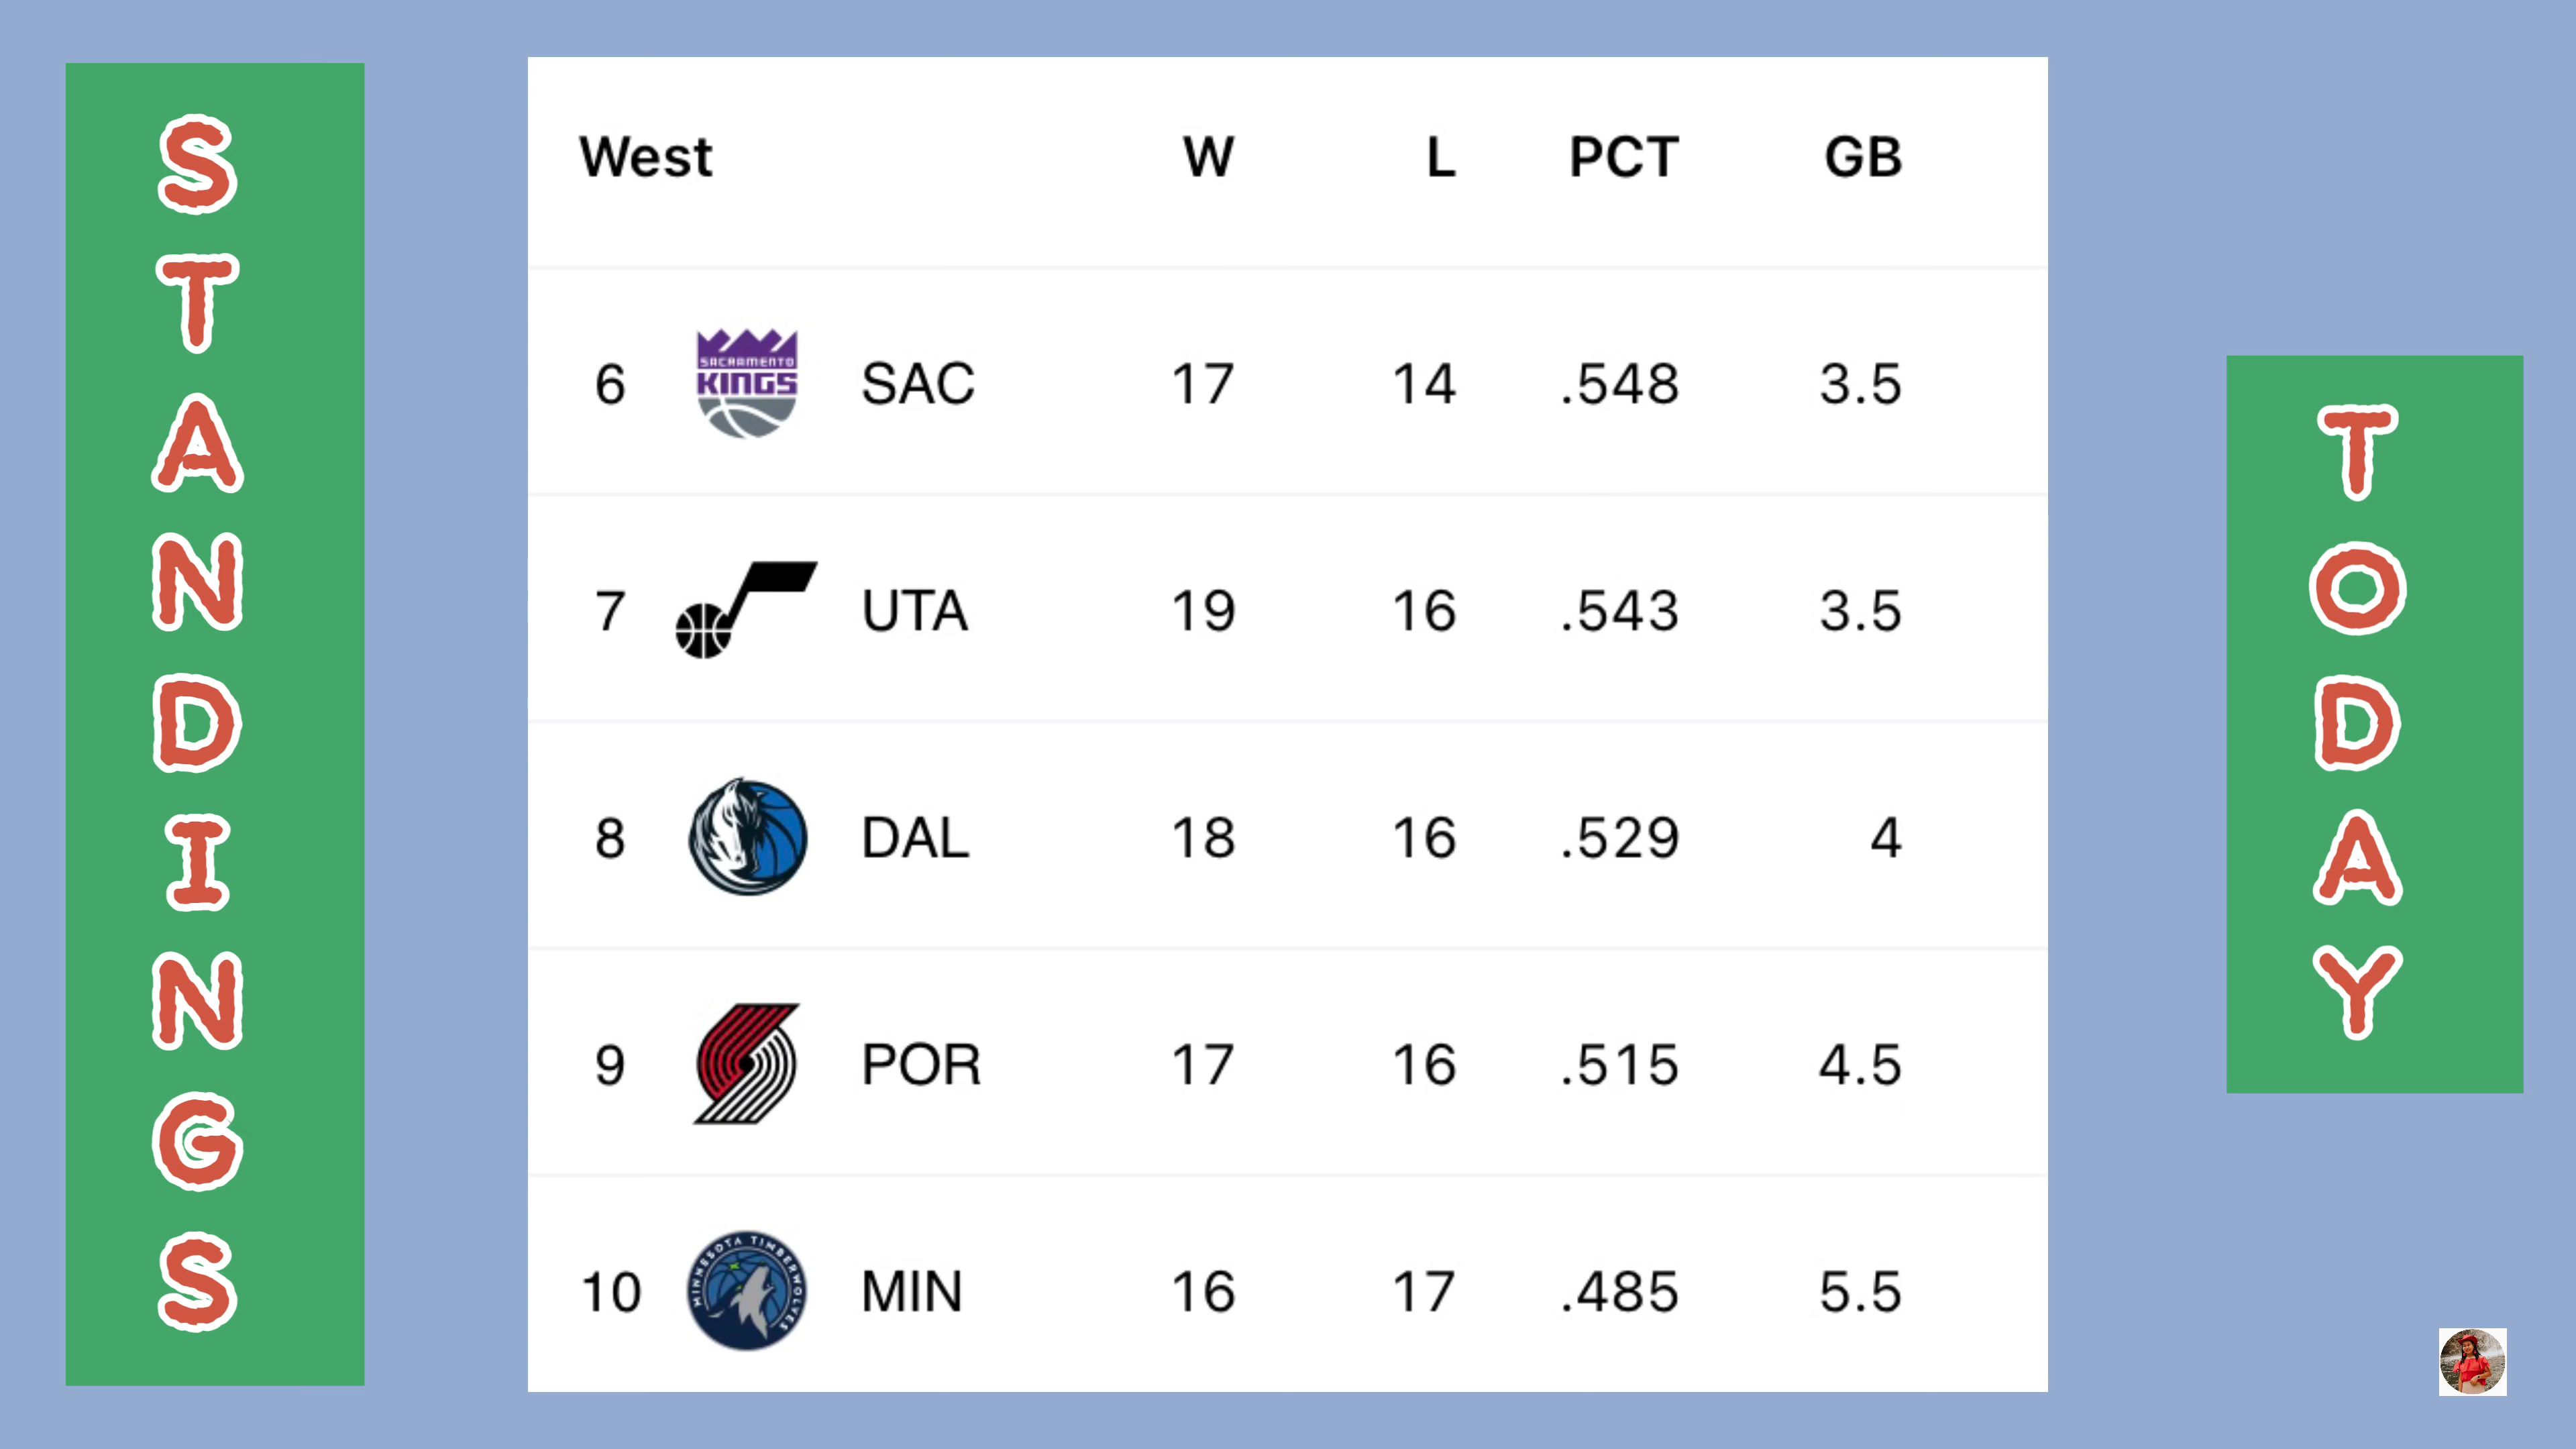 STANDINGS
West W L PCT GB
6 SACRAMENTO KINGS SAC 17 14 .548 3.5
7 UTA 19 16 .543 3.5
8 DAL 18 16 .529 4
9 POR 17 16 .515 4.5
10 MINNESOTA TIMBERWOLVES MIN 16 17 .485 5.5
TODAY